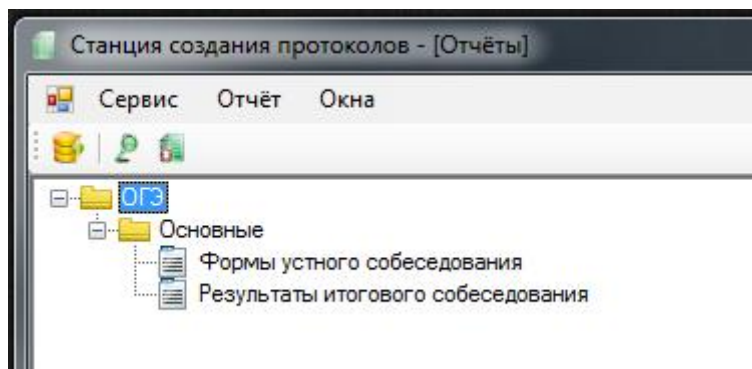 Станция создания протоколов - [Отчёты]
Сервис Отчёт Окна
ОГЭ
Основные
Формы устного собеседования
Результаты итогового собеседования